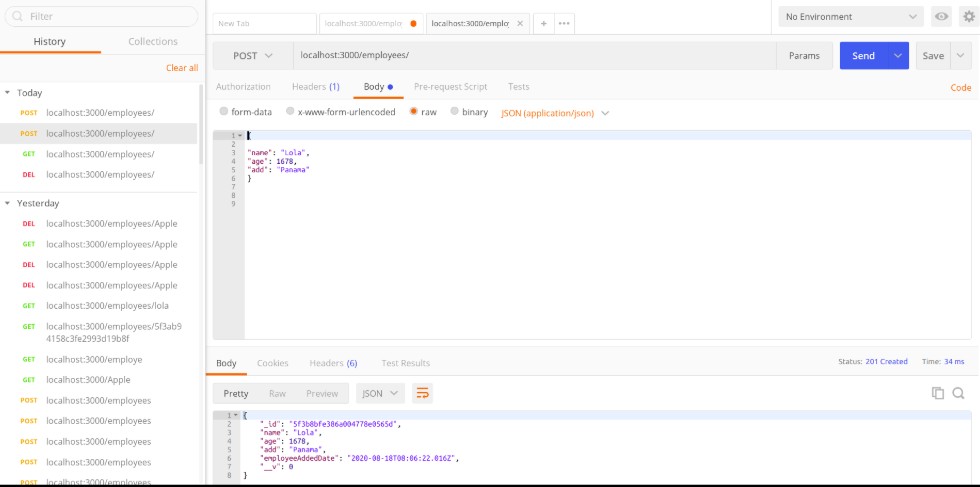 Filter
History Collections
Clear all
Today
POST localhost:3000/employees/
POST localhost:3000/employees/
GET localhost:3000/employees/
DEL localhost:3000/employees/
Yesterday
DEL localhost:3000/employees/Apple
GET localhost:3000/employees/Apple
DEL localhost:3000/employees/Apple
DEL localhost:3000/employees/Apple
GET localhost:3000/employees/lola
GET localhost:3000/employees/5f3ab9
4158c3fe2993d19b8f
GET localhost:3000/employe
GET localhost:3000/Apple
POST localhost:3000/employees
POST localhost:3000/employees
POST localhost:3000/employees
POST localhost:3000/employees
POST localhost:3000/employees
New Tab localhost:3000/emplo localhost:3000/emplo
No Environment
POST localhost:3000/employees/ Params Send Save
Authorization Headers (1) Body Pre-request Script Tests Code
form-data x-www-form-urlencoded raw binary JSON (application/json)
1 {
2
3 "name": "Lola",
4 "age": 1678,
5 "add": "Panama"
6 }
7
8
9
Body Cookies Headers (6) Test Results Status: 201 Created Time: 34 ms
Pretty Raw Preview JSON
1 {
2 "_id": "5f3b8bfe386a004778e0565d",
3 "name": "Lola",
4 "age": 1678,
5 "add": "Panama",
6 "employeeAddedDate": "2020-08-18T08:06:22.016Z",
7 "__v": 0
8 }